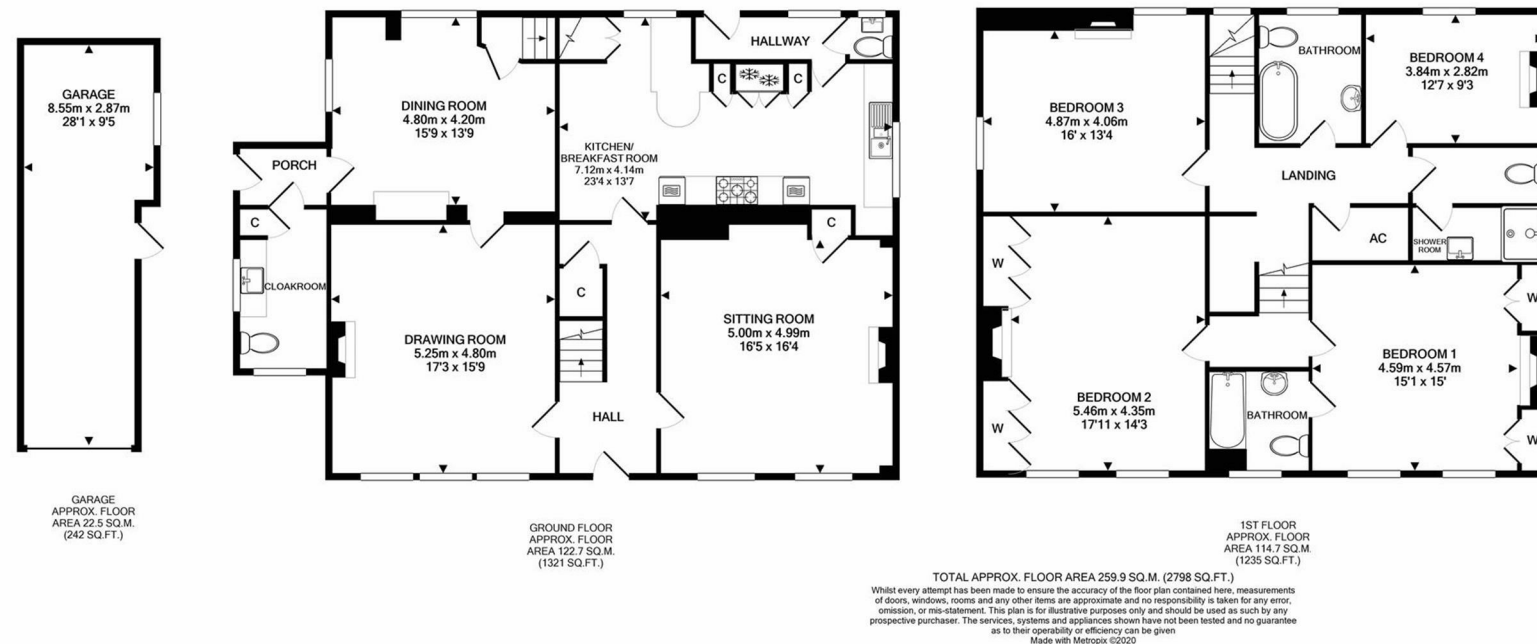 GARAGE
8.55m x 2.87m
28'1 x 9'5
GARAGE
APPROX. FLOOR
AREA 22.5 SQ.M.
(242 SQ.FT.)
DINING ROOM
4.80m x 4.20m
15'9 x 13'9
PORCH
C
CLOAKROOM
DRAWING ROOM
5.25m x 4.80m
17'3 x 15'9
HALLWAY
C
C
KITCHEN/
BREAKFAST ROOM
7.12m x 4.14m
23'4 x 13'7
C
C
SITTING ROOM
5.00m x 4.99m
16'5 x 16'4
HALL
GROUND FLOOR
APPROX. FLOOR
AREA 122.7 SQ.M.
(1321 SQ.FT.)
BEDROOM 3
4.87m x 4.06m
16' x 13'4
BATHROOM
BEDROOM 4
3.84m x 2.82m
12'7 x 9'3
LANDING
AC
SHOWER
ROOM
W
W
BEDROOM 2
5.46m x 4.35m
17'11 x 14'3
W
BATHROOM
BEDROOM 1
4.59m x 4.57m
15'1 x 15'
W
1ST FLOOR
APPROX. FLOOR
AREA 114.7 SQ.M.
(1235 SQ.FT.)
TOTAL APPROX. FLOOR AREA 259.9 SQ.M. (2798 SQ.FT.)
Whilst every attempt has been made to ensure the accuracy of the floor plan contained here, measurements
of doors, windows, rooms and any other items are approximate and no responsibility is taken for any error,
omission, or mis-statement. This plan is for illustrative purposes only and should be used as such by any
prospective purchaser. The services, systems and appliances shown have not been tested and no guarantee
as to their operability or efficiency can be given
Made with Metropix ©2020